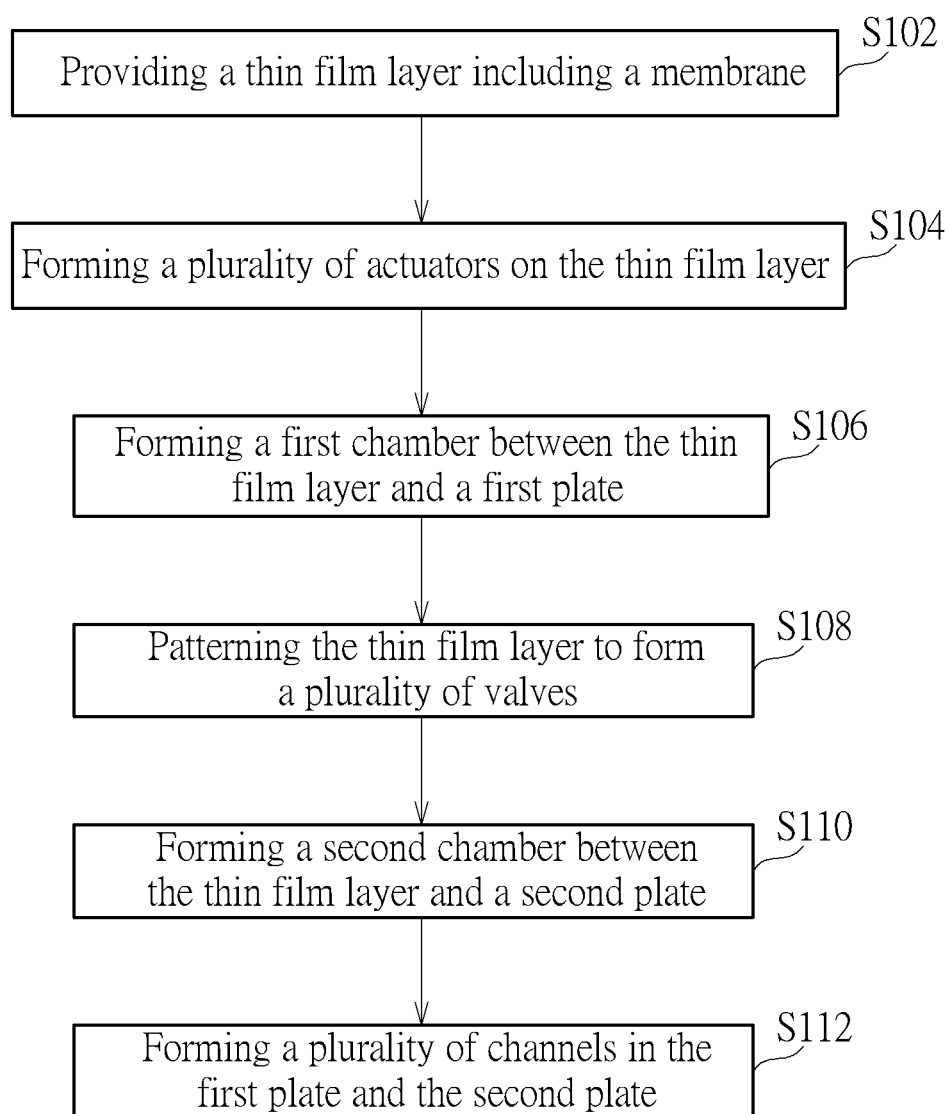 S102
Providing a thin film layer including a membrane
S104
Forming a plurality of actuators on the thin film layer
S106
Forming a first chamber between the thin
film layer and a first plate
S108
Patterning the thin film layer to form
a plurality of valves
S110
Forming a second chamber between
the thin film layer and a second plate
S112
Forming a plurality of channels in the
first plate and the second plate